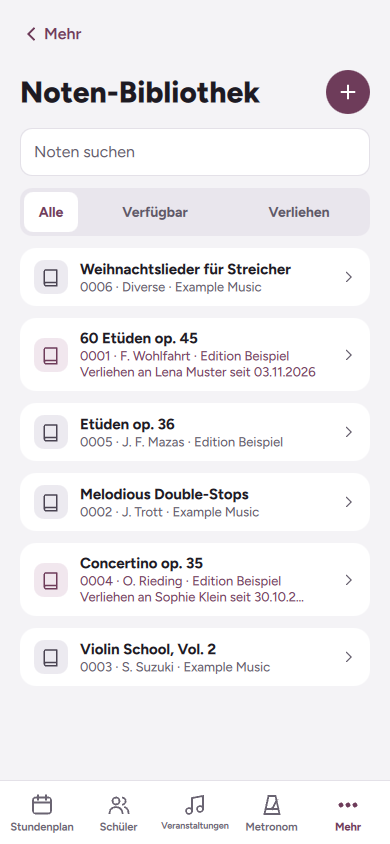 Mehr
Noten-Bibliothek
Noten suchen
Alle Verfügbar Verliehen
Weihnachtslieder für Streicher
0006 · Diverse · Example Music
60 Etüden op. 45
0001 · F. Wohlfahrt · Edition Beispiel
Verliehen an Lena Muster seit 03.11.2026
Etüden op. 36
0005 · J. F. Mazas · Edition Beispiel
Melodious Double-Stops
0002 · J. Trott · Example Music
Concertino op. 35
0004 · O. Rieding · Edition Beispiel
Verliehen an Sophie Klein seit 30.10.2...
Violin School, Vol. 2
0003 · S. Suzuki · Example Music
Stundenplan Schüler Veranstaltungen Metronom Mehr